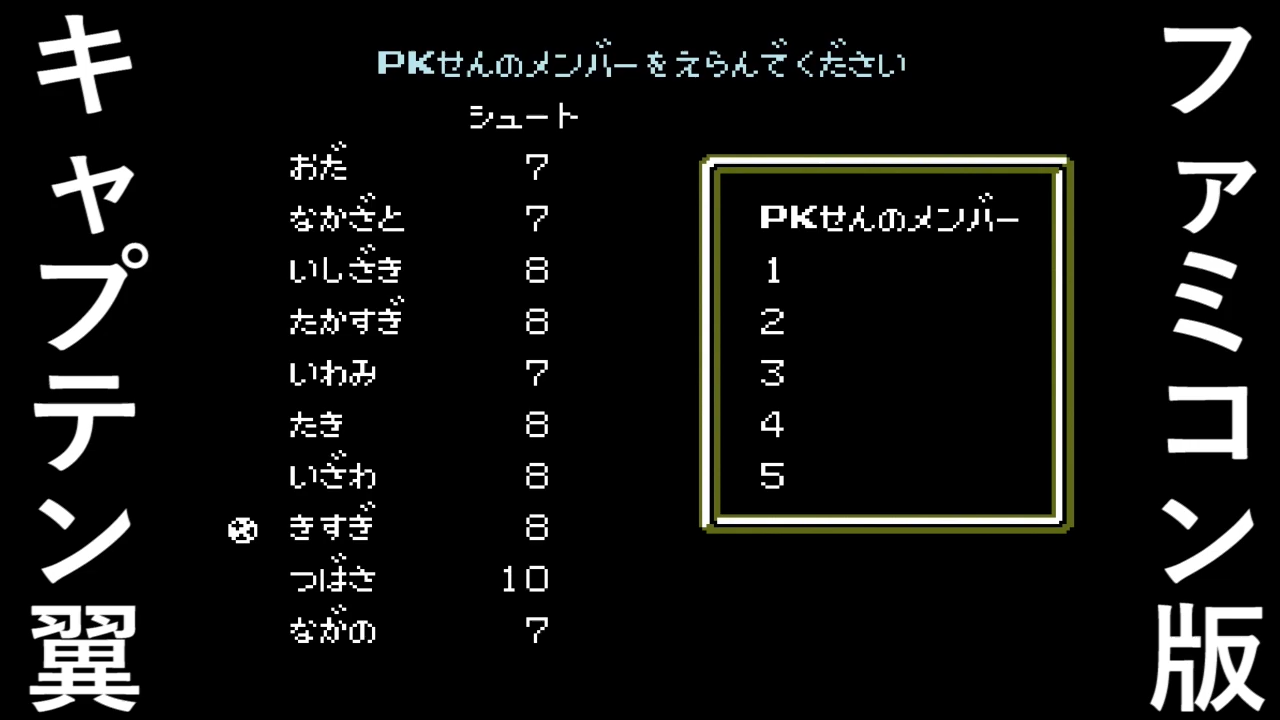 キャプテン翼
PKせんのメンバーをえらんでください
シュート
おだ 7
なかざと 7
いしざき 8
たかすぎ 8
いわみ 7
たき 8
いざわ 8
きすぎ 8
つばさ 10
ながの 7
PKせんのメンバー
1
2
3
4
5
ファミコン版